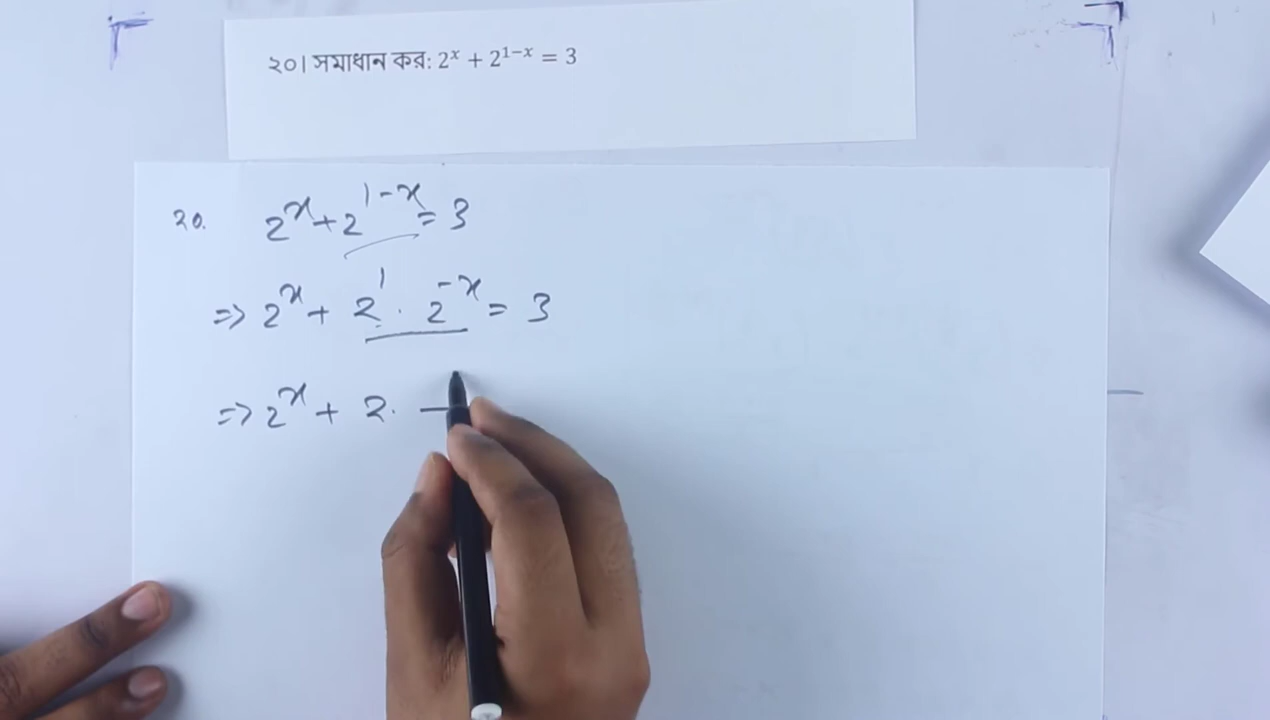 ২০। সমাধান কর: 2ˣ + 2¹⁻ˣ = 3
২০. 2ˣ + 2¹⁻ˣ = 3
=> 2ˣ + 2¹ . 2⁻ˣ = 3
=> 2ˣ + 2. —